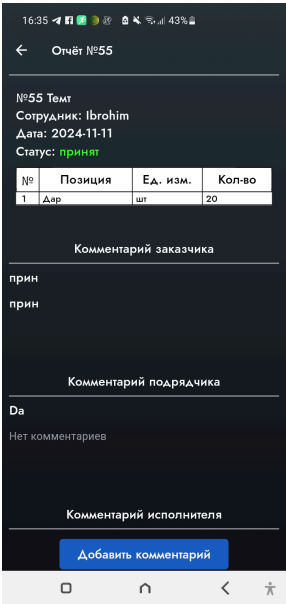 16:35 43%
Отчёт №55
№55 Темт
Сотрудник: Ibrohim
Дата: 2024-11-11
Статус: принят
№ Позиция Ед. изм. Кол-во
1 Дар шт 20
Комментарий заказчика
прин
прин
Комментарий подрядчика
Da
Нет комментариев
Комментарий исполнителя
Добавить комментарий